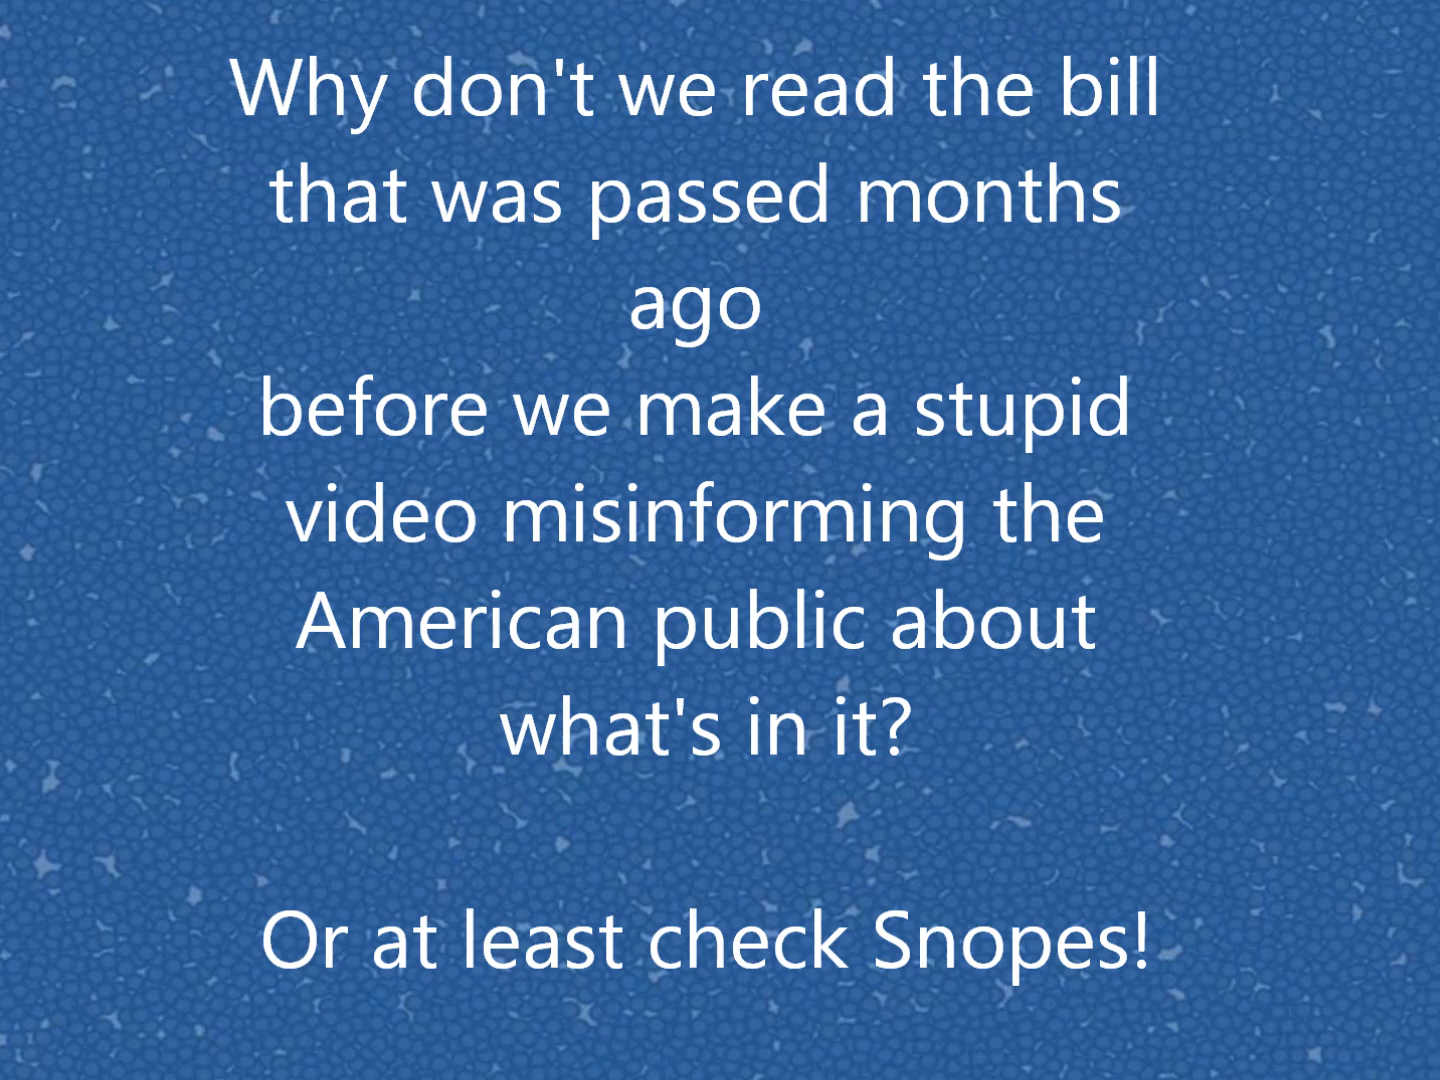 Why don't we read the bill
that was passed months
ago
before we make a stupid
video misinforming the
American public about
what's in it?
Or at least check Snopes!